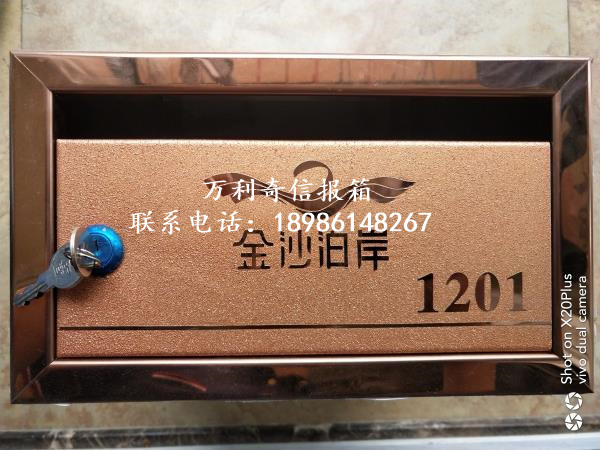 万利奇信报箱
联系电话：18986148267
金沙泊岸
1201
Shot on X20Plus
vivo dual camera